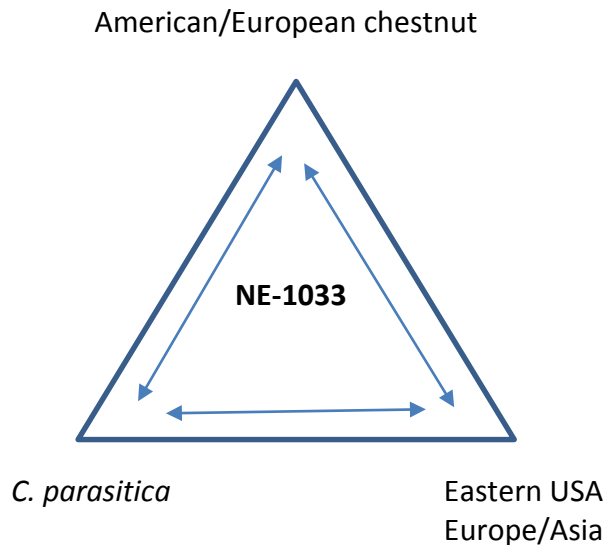 American/European chestnut
NE-1033
C. parasitica
Eastern USA
Europe/Asia